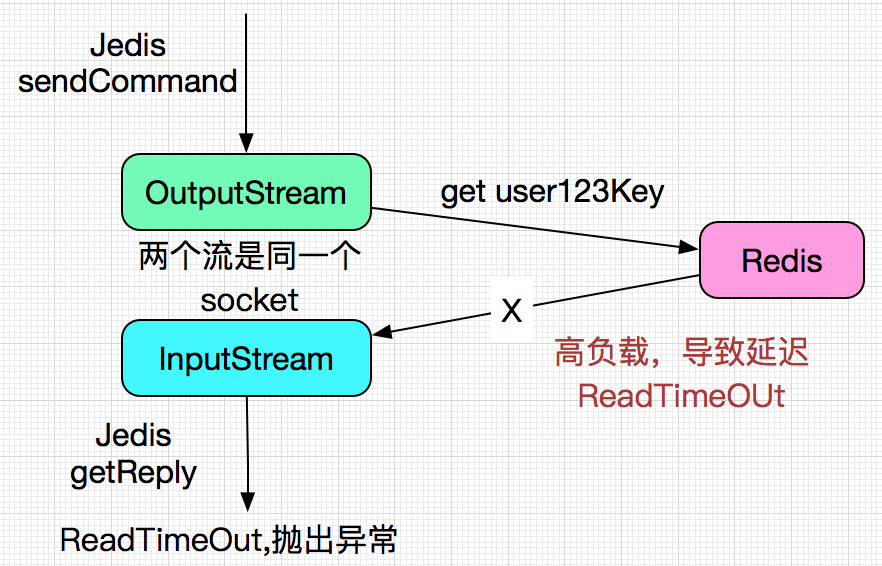 Jedis
sendCommand
OutputStream
get user123Key
两个流是同一个
socket
Redis
X
InputStream
高负载，导致延迟
ReadTimeOUt
Jedis
getReply
ReadTimeOut,抛出异常